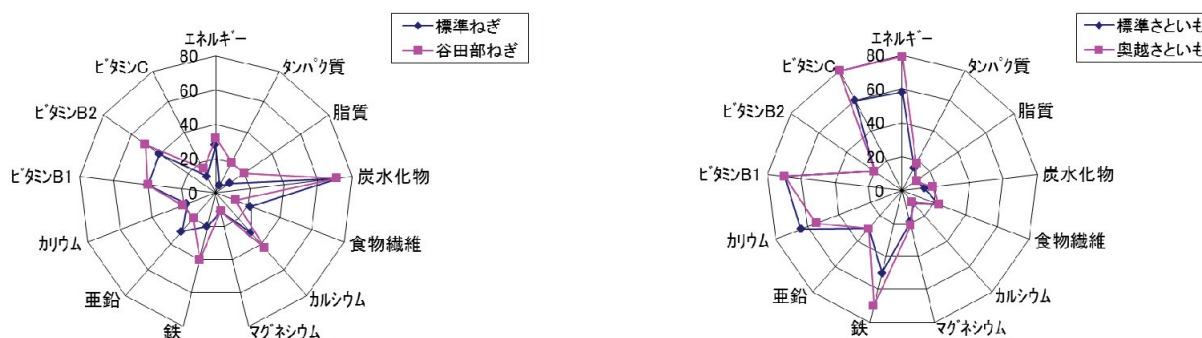 標準ねぎ
谷田部ねぎ
エネルギー
タンパク質
脂質
炭水化物
食物繊維
カルシウム
マグネシウム
鉄
亜鉛
カリウム
ビタミンB1
ビタミンB2
ビタミンC
80
60
40
20
0
標準さといも
奥越さといも
エネルギー
タンパク質
脂質
炭水化物
食物繊維
カルシウム
マグネシウム
鉄
亜鉛
カリウム
ビタミンB1
ビタミンB2
ビタミンC
80
60
40
20
0